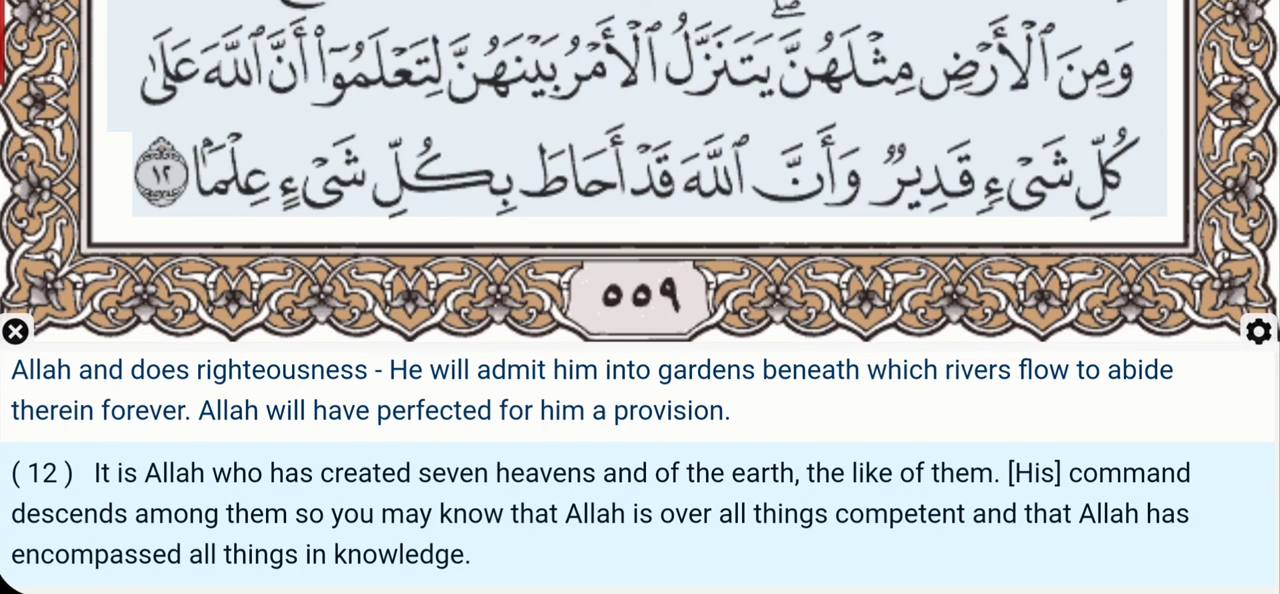 وَمِنَ ٱلْأَرْضِ مِثْلَهُنَّۖ يَتَنَزَّلُ ٱلْأَمْرُ بَيْنَهُنَّ لِتَعْلَمُوٓا۟ أَنَّ ٱللَّهَ عَلَىٰ
كُلِّ شَىْءٍ قَدِيرٌ وَأَنَّ ٱللَّهَ قَدْ أَحَاطَ بِكُلِّ شَىْءٍ عِلْمًۢا ١٢
٥٥٩
Allah and does righteousness - He will admit him into gardens beneath which rivers flow to abide
therein forever. Allah will have perfected for him a provision.
( 12 ) It is Allah who has created seven heavens and of the earth, the like of them. [His] command
descends among them so you may know that Allah is over all things competent and that Allah has
encompassed all things in knowledge.